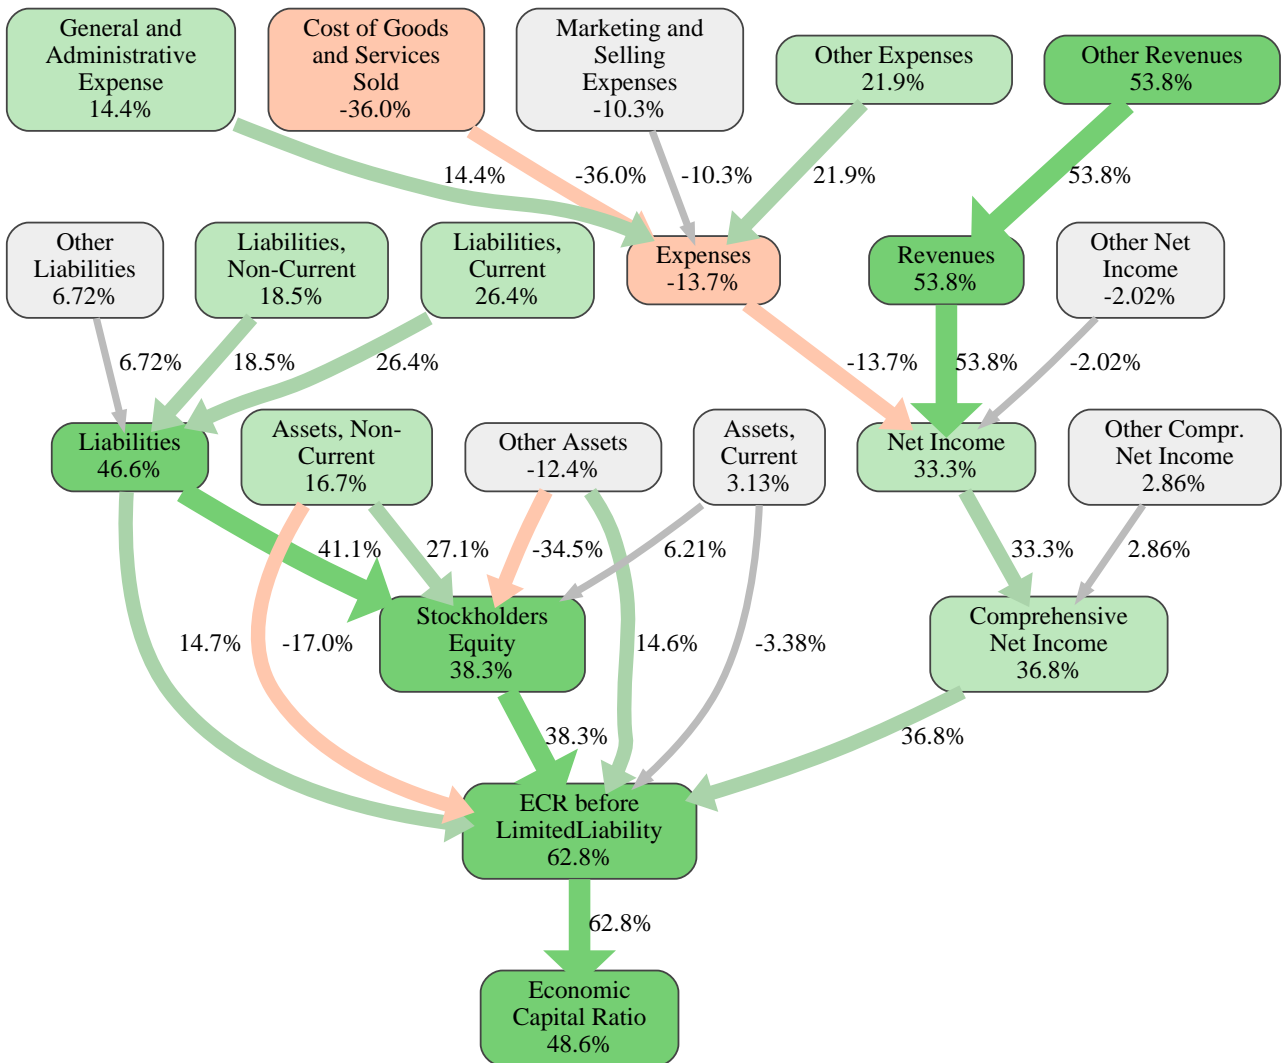 General and
Administrative
Expense
14.4%
Cost of Goods
and Services
Sold
-36.0%
Marketing and
Selling
Expenses
-10.3%
Other Expenses
21.9%
Other Revenues
53.8%
14.4%
-36.0%
-10.3%
21.9%
53.8%
Other
Liabilities
6.72%
Liabilities,
Non-Current
18.5%
Liabilities,
Current
26.4%
Expenses
-13.7%
Revenues
53.8%
Other Net
Income
-2.02%
6.72%
18.5%
26.4%
-13.7%
53.8%
-2.02%
Liabilities
46.6%
Assets, Non-
Current
16.7%
Other Assets
-12.4%
Assets,
Current
3.13%
Net Income
33.3%
Other Compr.
Net Income
2.86%
41.1%
27.1%
-34.5%
6.21%
33.3%
2.86%
14.7%
-17.0%
Stockholders
Equity
38.3%
14.6%
-3.38%
Comprehensive
Net Income
36.8%
38.3%
36.8%
ECR before
LimitedLiability
62.8%
62.8%
Economic
Capital Ratio
48.6%